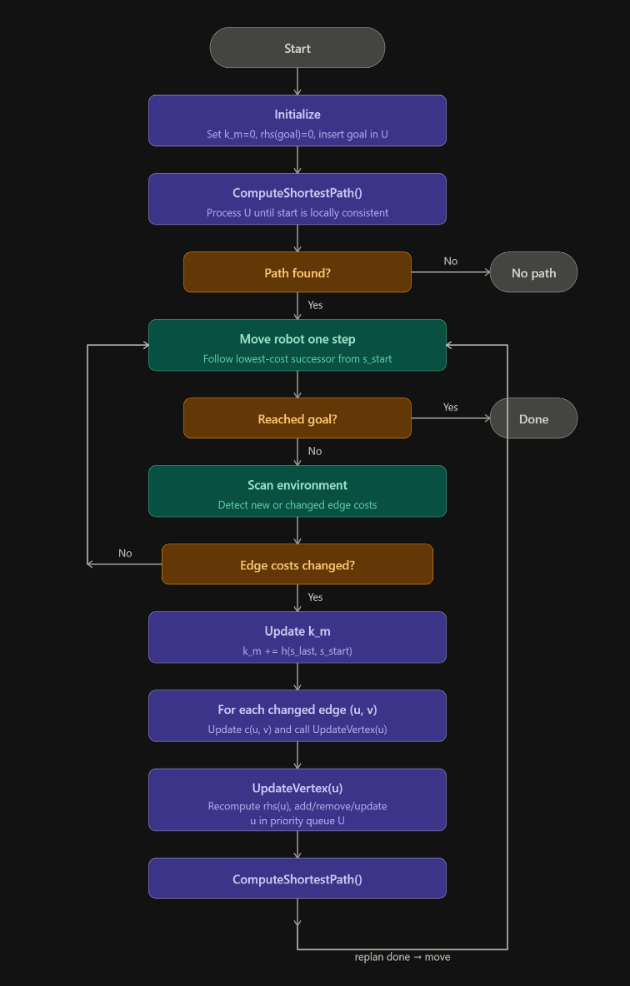 Start
Initialize
Set k_m=0, rhs(goal)=0, insert goal in U
ComputeShortestPath()
Process U until start is locally consistent
Path found?
No
No path
Yes
Move robot one step
Follow lowest-cost successor from s_start
Reached goal?
Yes
Done
No
Scan environment
Detect new or changed edge costs
Edge costs changed?
No
Yes
Update k_m
k_m += h(s_last, s_start)
For each changed edge (u, v)
Update c(u, v) and call UpdateVertex(u)
UpdateVertex(u)
Recompute rhs(u), add/remove/update
u in priority queue U
ComputeShortestPath()
replan done → move